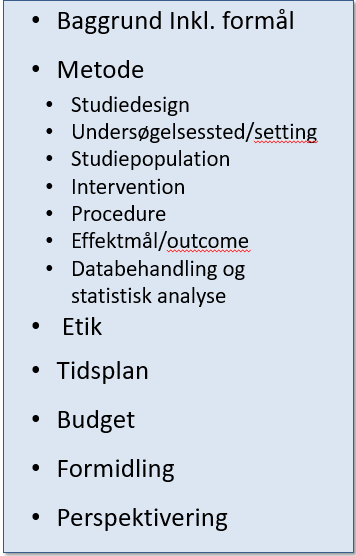 • Baggrund Inkl. formål
• Metode
• Studiedesign
• Undersøgelsessted/setting
• Studiepopulation
• Intervention
• Procedure
• Effektmål/outcome
• Databehandling og
statistisk analyse
• Etik
• Tidsplan
• Budget
• Formidling
• Perspektivering